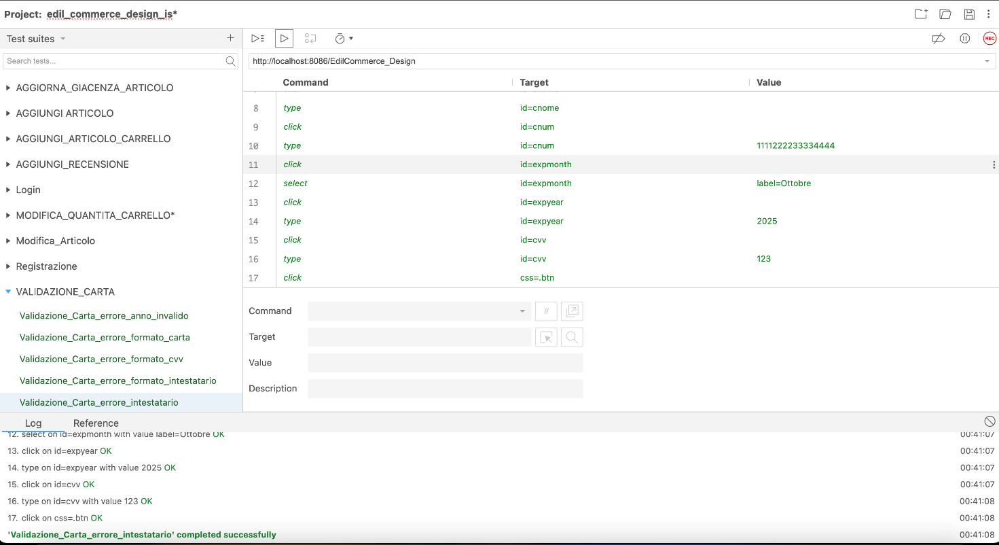 Project: edil_commerce_design_is*
Test suites
Search tests...
AGGIORNA_GIACENZA_ARTICOLO
AGGIUNGI ARTICOLO
AGGIUNGI_ARTICOLO_CARRELLO
AGGIUNGI_RECENSIONE
Login
MODIFICA_QUANTITA_CARRELLO*
Modifica_Articolo
Registrazione
VALIDAZIONE_CARTA
Validazione_Carta_errore_anno_invalido
Validazione_Carta_errore_formato_carta
Validazione_Carta_errore_formato_cvv
Validazione_Carta_errore_formato_intestatario
Validazione_Carta_errore_intestatario
REC
http://localhost:8086/EdilCommerce_Design
Command Target Value
8 type id=cnome
9 click id=cnum
10 type id=cnum 1111222233334444
11 click id=expmonth
12 select id=expmonth label=Ottobre
13 click id=expyear
14 type id=expyear 2025
15 click id=cvv
16 type id=cvv 123
17 click css=.btn
Command //
Target
Value
Description
Log Reference
12. select on id=expmonth with value label=Ottobre OK 00:41:07
13. click on id=expyear OK 00:41:07
14. type on id=expyear with value 2025 OK 00:41:07
15. click on id=cvv OK 00:41:07
16. type on id=cvv with value 123 OK 00:41:08
17. click on css=.btn OK 00:41:08
'Validazione_Carta_errore_intestatario' completed successfully 00:41:08